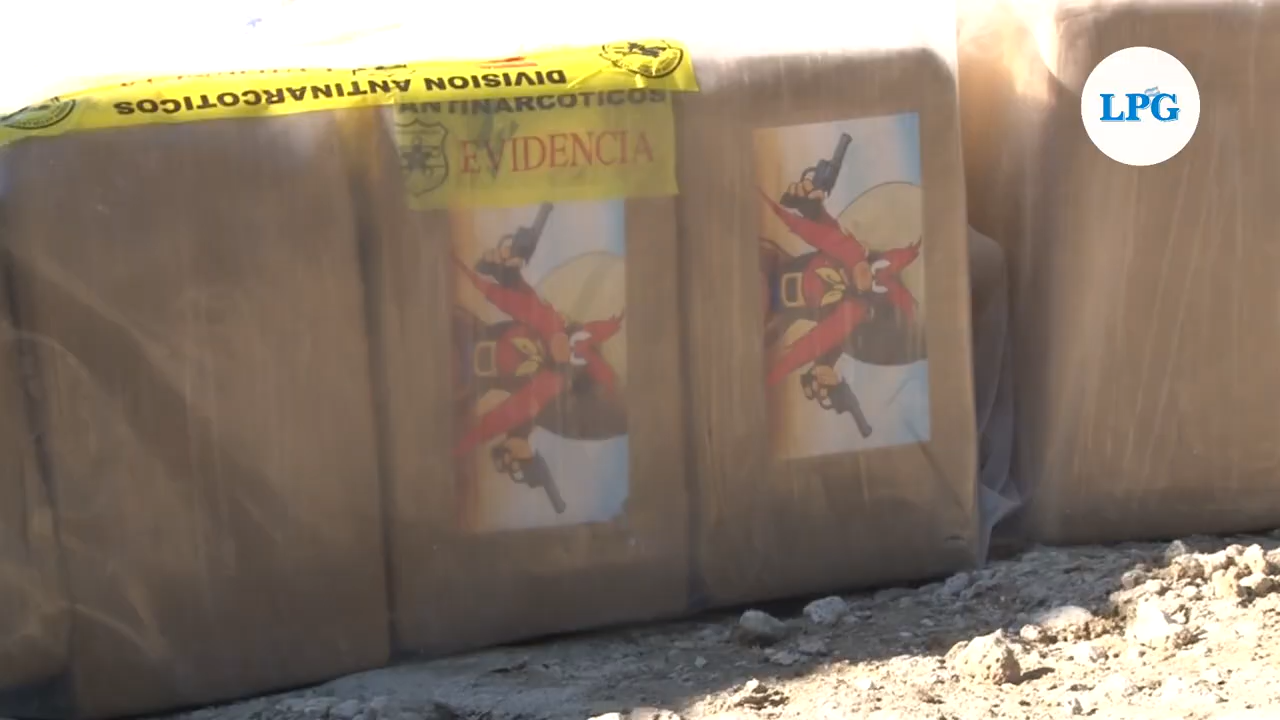 DIVISION ANTINARCOTICOS
ANTINARCOTICOS
EVIDENCIA
LPG